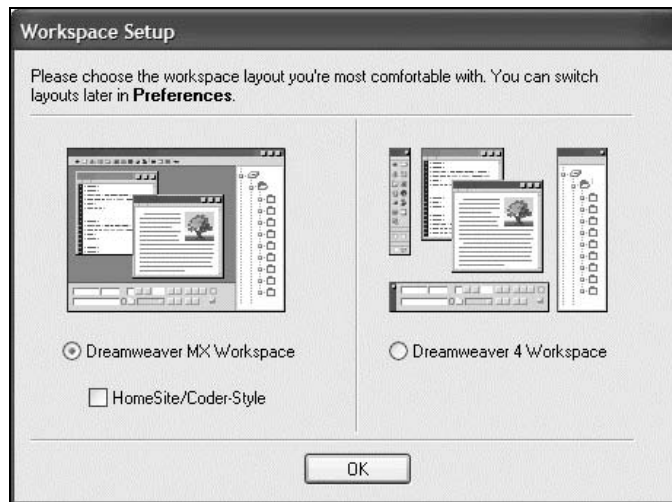 Workspace Setup
Please choose the workspace layout you're most comfortable with. You can switch
layouts later in Preferences.
Dreamweaver MX Workspace
Dreamweaver 4 Workspace
HomeSite/Coder-Style
OK